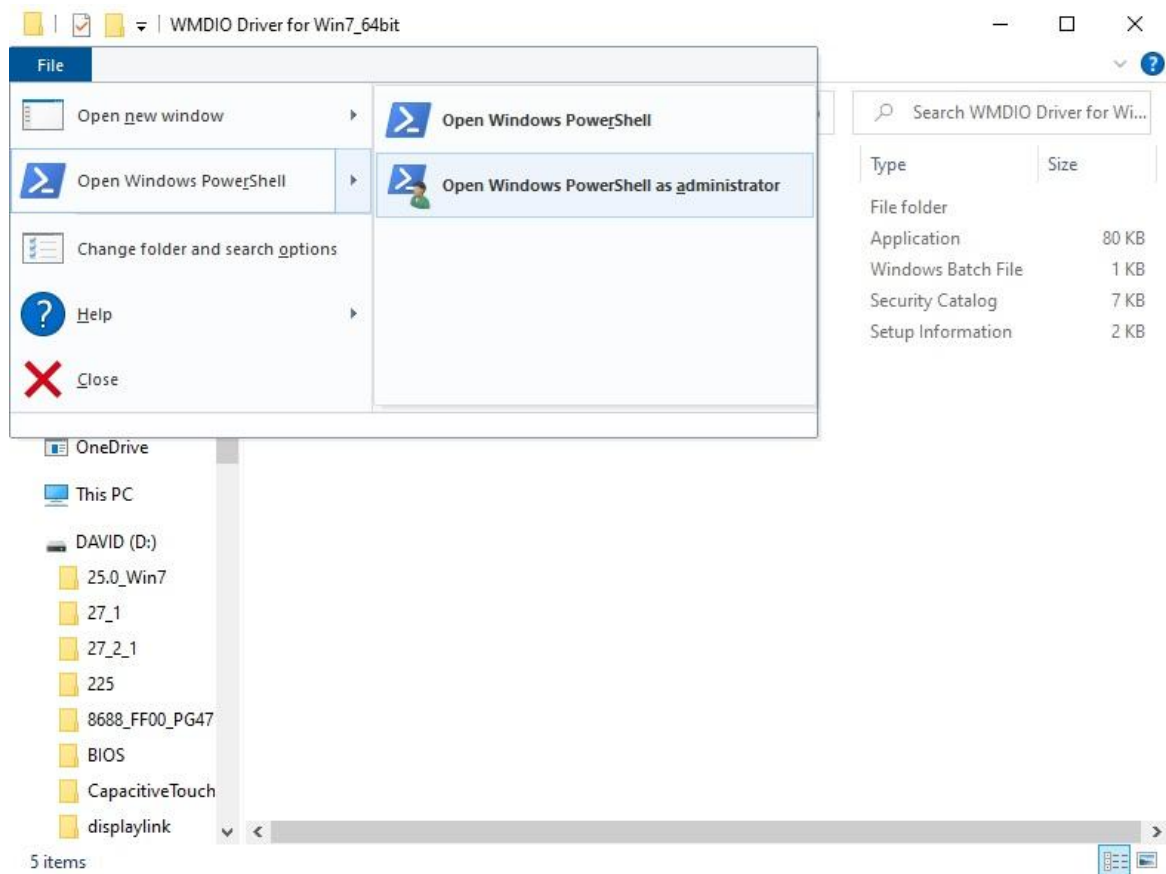 WMDIO Driver for Win7_64bit
File
Open new window
Open Windows PowerShell
Change folder and search options
Help
Close
Open Windows PowerShell
Open Windows PowerShell as administrator
Search WMDIO Driver for Wi...
Type Size
File folder
Application 80 KB
Windows Batch File 1 KB
Security Catalog 7 KB
Setup Information 2 KB
OneDrive
This PC
DAVID (D:)
25.0_Win7
27_1
27_2_1
225
8688_FF00_PG47
BIOS
CapacitiveTouch
displaylink
5 items